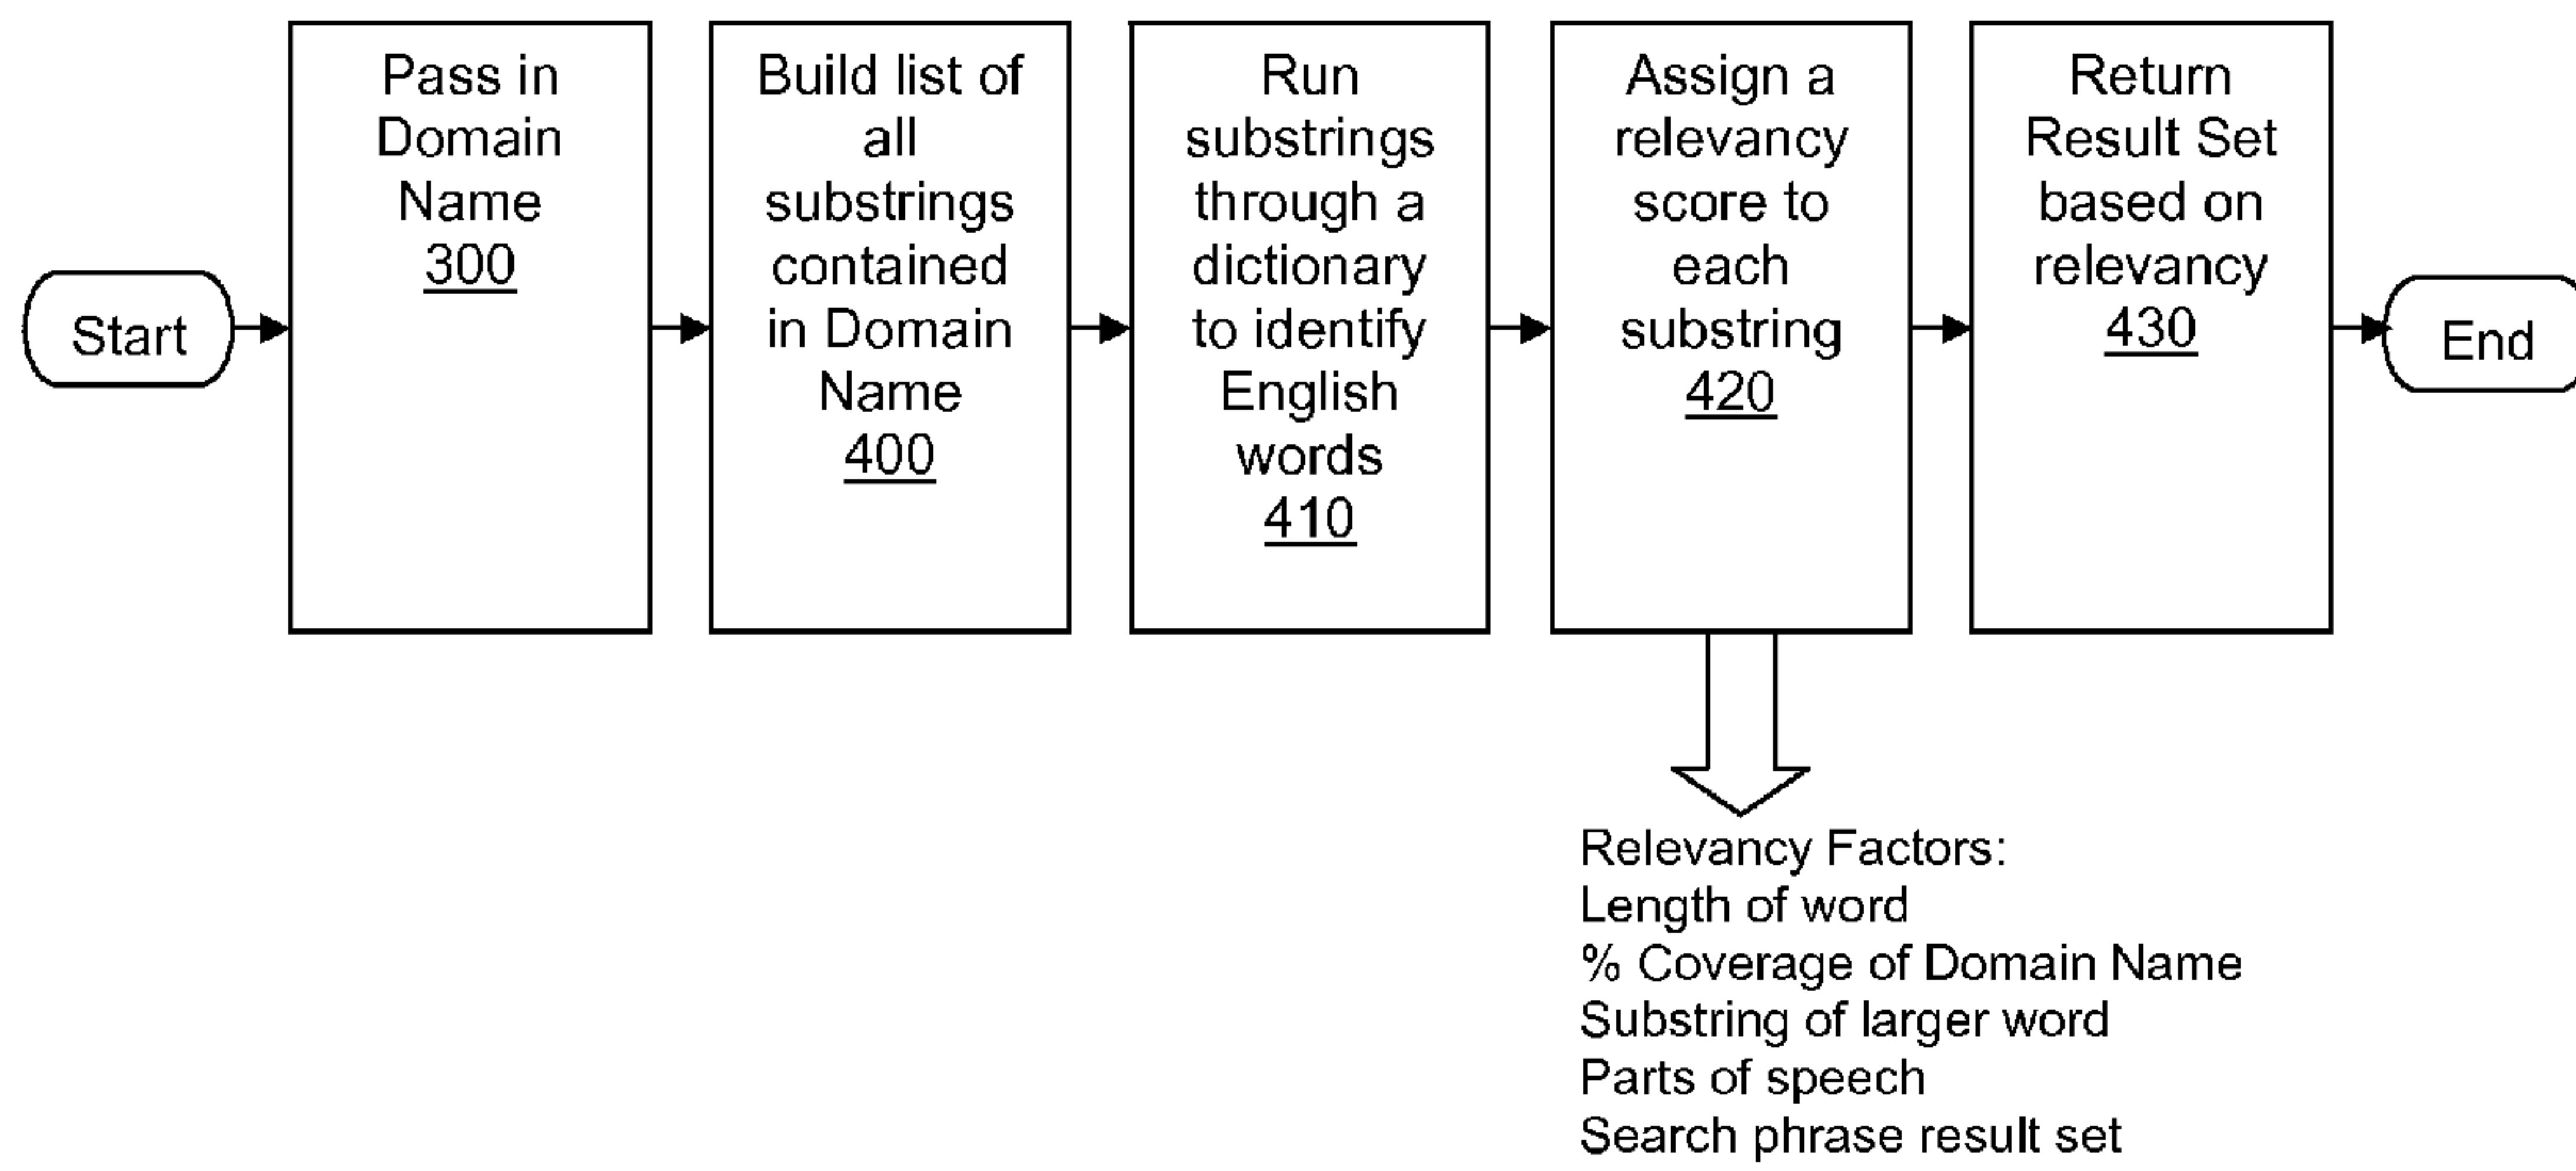 Start
Pass in
Domain
Name
300
Build list of
all
substrings
contained
in Domain
Name
400
Run
substrings
through a
dictionary
to identify
English
words
410
Assign a
relevancy
score to
each
substring
420
Return
Result Set
based on
relevancy
430
End
Relevancy Factors:
Length of word
% Coverage of Domain Name
Substring of larger word
Parts of speech
Search phrase result set